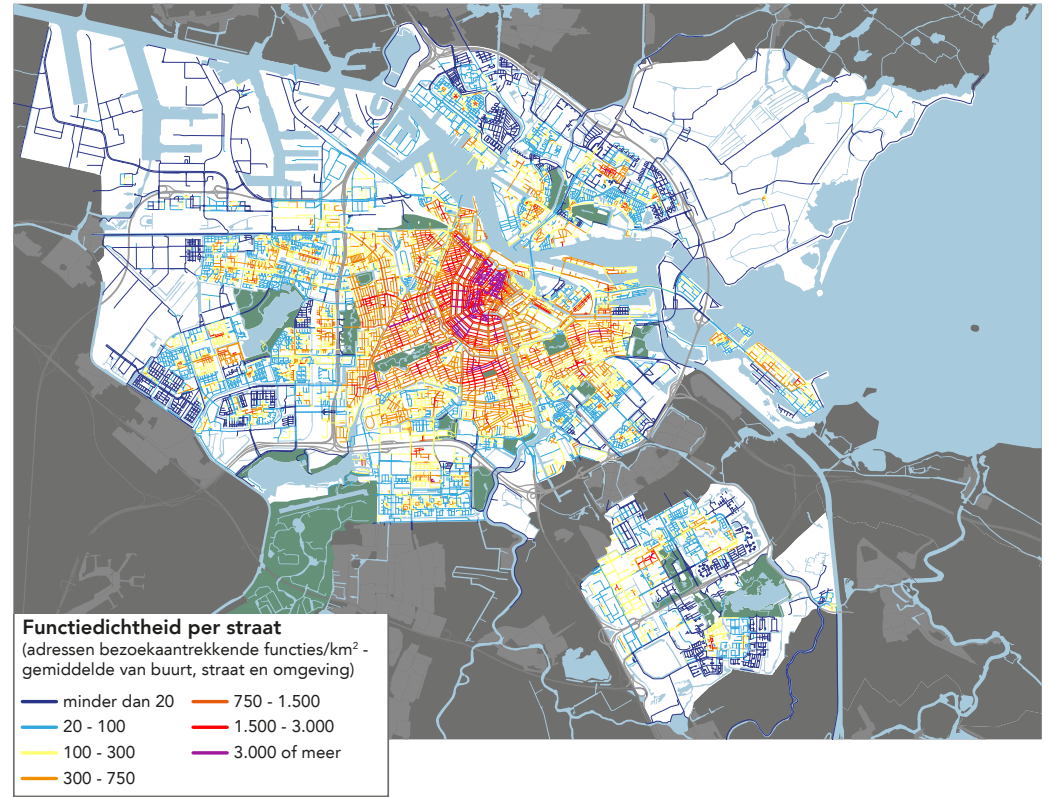 Functiedichtheid per straat
(adressen bezoekaantrekkende functies/km² -
gemiddelde van buurt, straat en omgeving)
minder dan 20
20 - 100
100 - 300
300 - 750
750 - 1.500
1.500 - 3.000
3.000 of meer